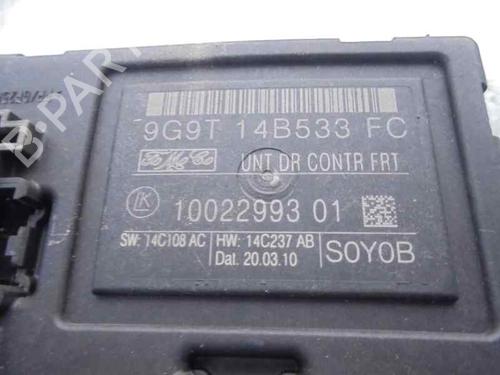 9G9T 14B533 FC
FoMoCo
UNT DR CONTR FRT
LK
10022993 01
SW: 14C108 AC
HW: 14C237 AB
Dat. 20.03.10
S0Y0B
B-PARTS